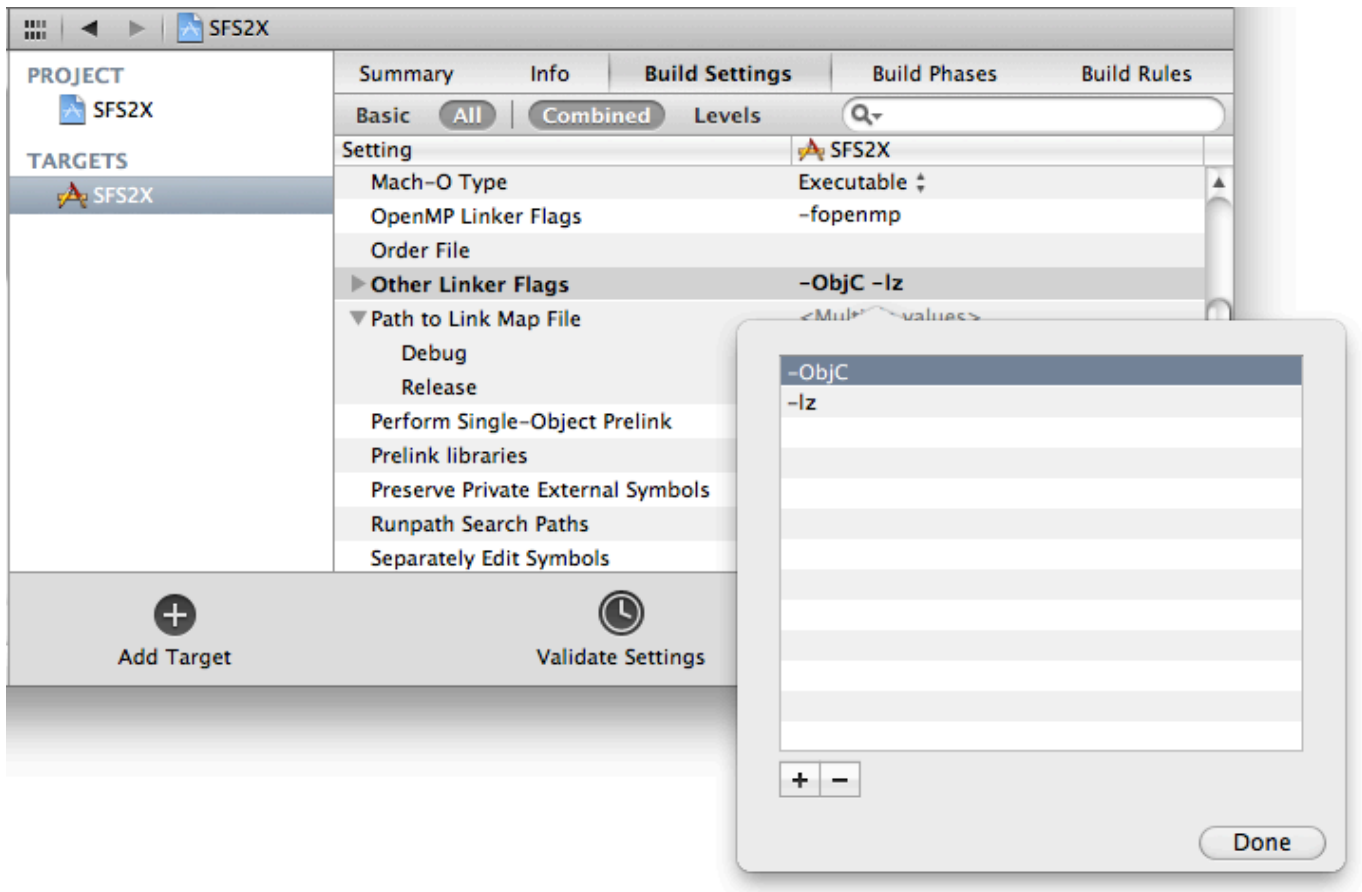 SFS2X
PROJECT
SFS2X
TARGETS
SFS2X
Summary Info Build Settings Build Phases Build Rules
Basic All Combined Levels
Setting SFS2X
Mach-O Type Executable
OpenMP Linker Flags -fopenmp
Order File
Other Linker Flags -ObjC -lz
Path to Link Map File values>
Debug
Release
Perform Single-Object Prelink
Prelink libraries
Preserve Private External Symbols
Runpath Search Paths
Separately Edit Symbols
Add Target Validate Settings
-ObjC
-lz
+ -
Done